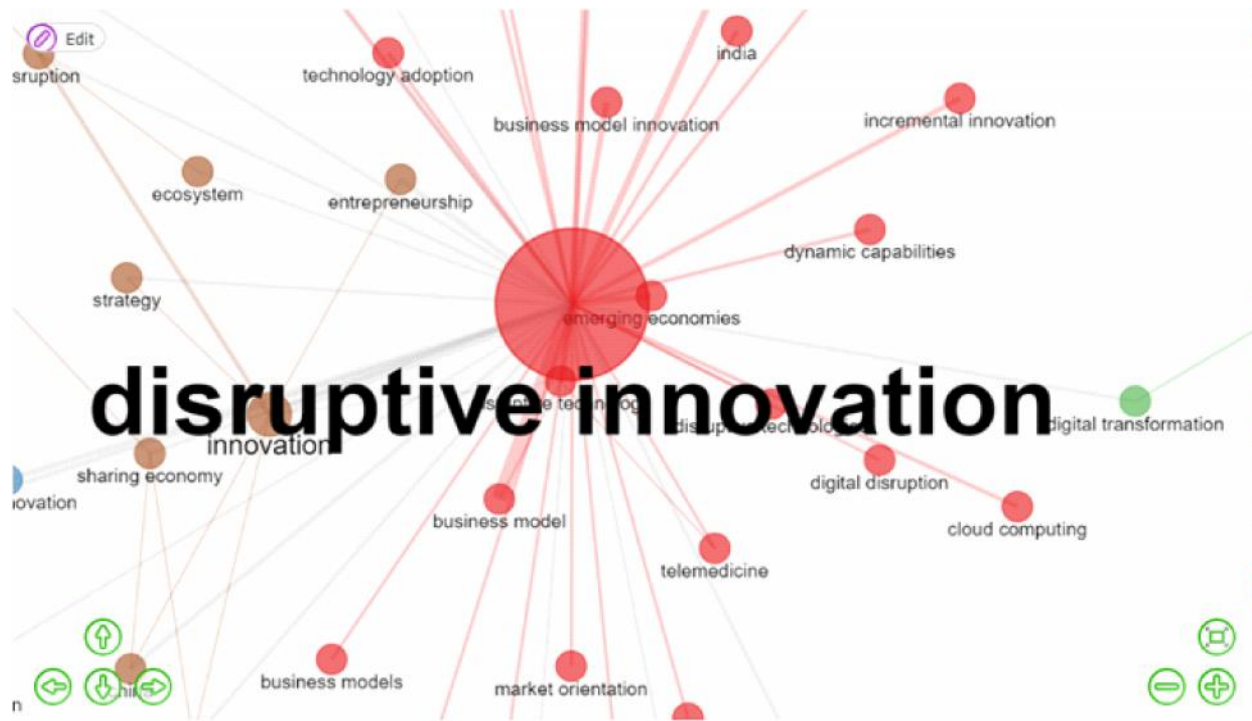 Edit
india
sruption
technology adoption
business model innovation
incremental innovation
ecosystem
entrepreneurship
dynamic capabilities
strategy
emerging economies
disruptive innovation
digital transformation
innovation
sharing economy
digital disruption
ovation
business model
cloud computing
telemedicine
business models
market orientation
n